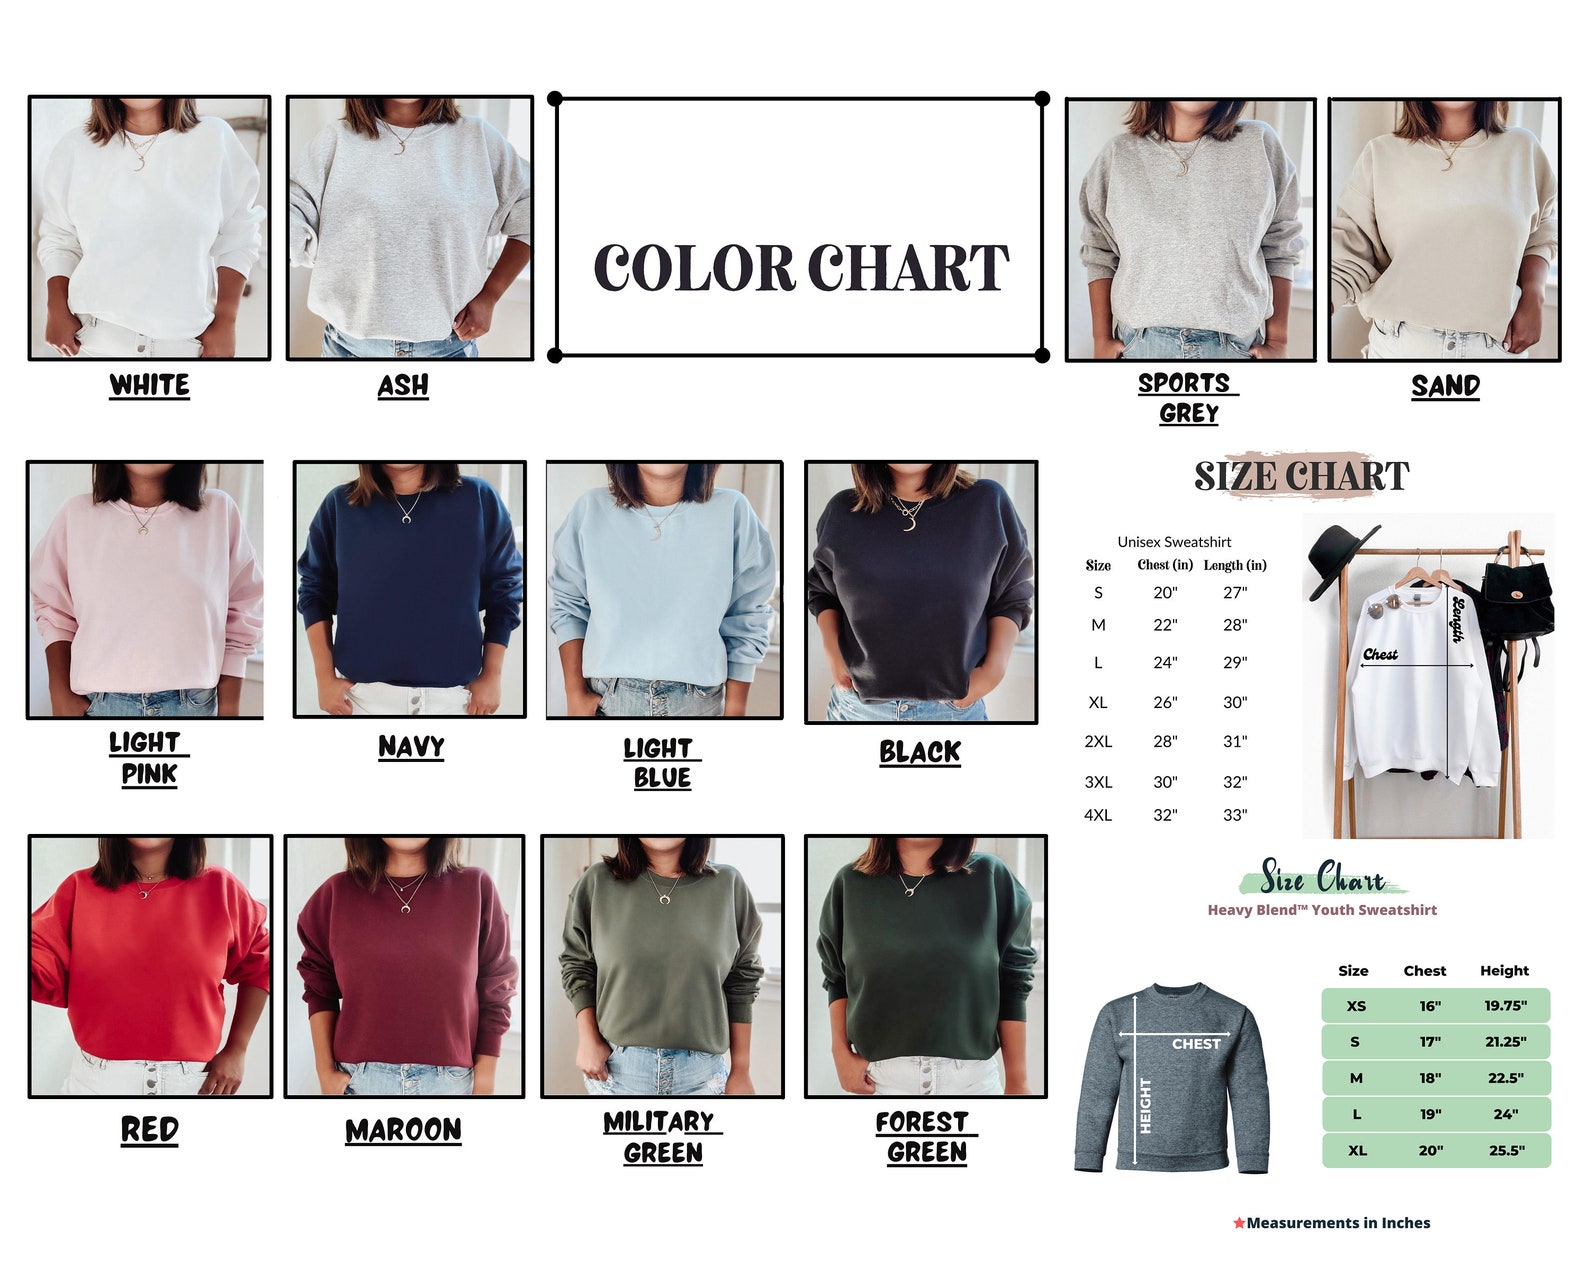 COLOR CHART
WHITE
ASH
SPORTS
GREY
SAND
LIGHT
PINK
NAVY
LIGHT
BLUE
BLACK
RED
MAROON
MILITARY
GREEN
FOREST
GREEN
SIZE CHART
Unisex Sweatshirt
Size Chest (in) Length (in)
S 20" 27"
M 22" 28"
L 24" 29"
XL 26" 30"
2XL 28" 31"
3XL 30" 32"
4XL 32" 33"
Length
Chest
Size Chart
Heavy Blend™ Youth Sweatshirt
CHEST
HEIGHT
Size Chest Height
XS 16" 19.75"
S 17" 21.25"
M 18" 22.5"
L 19" 24"
XL 20" 25.5"
★Measurements in Inches